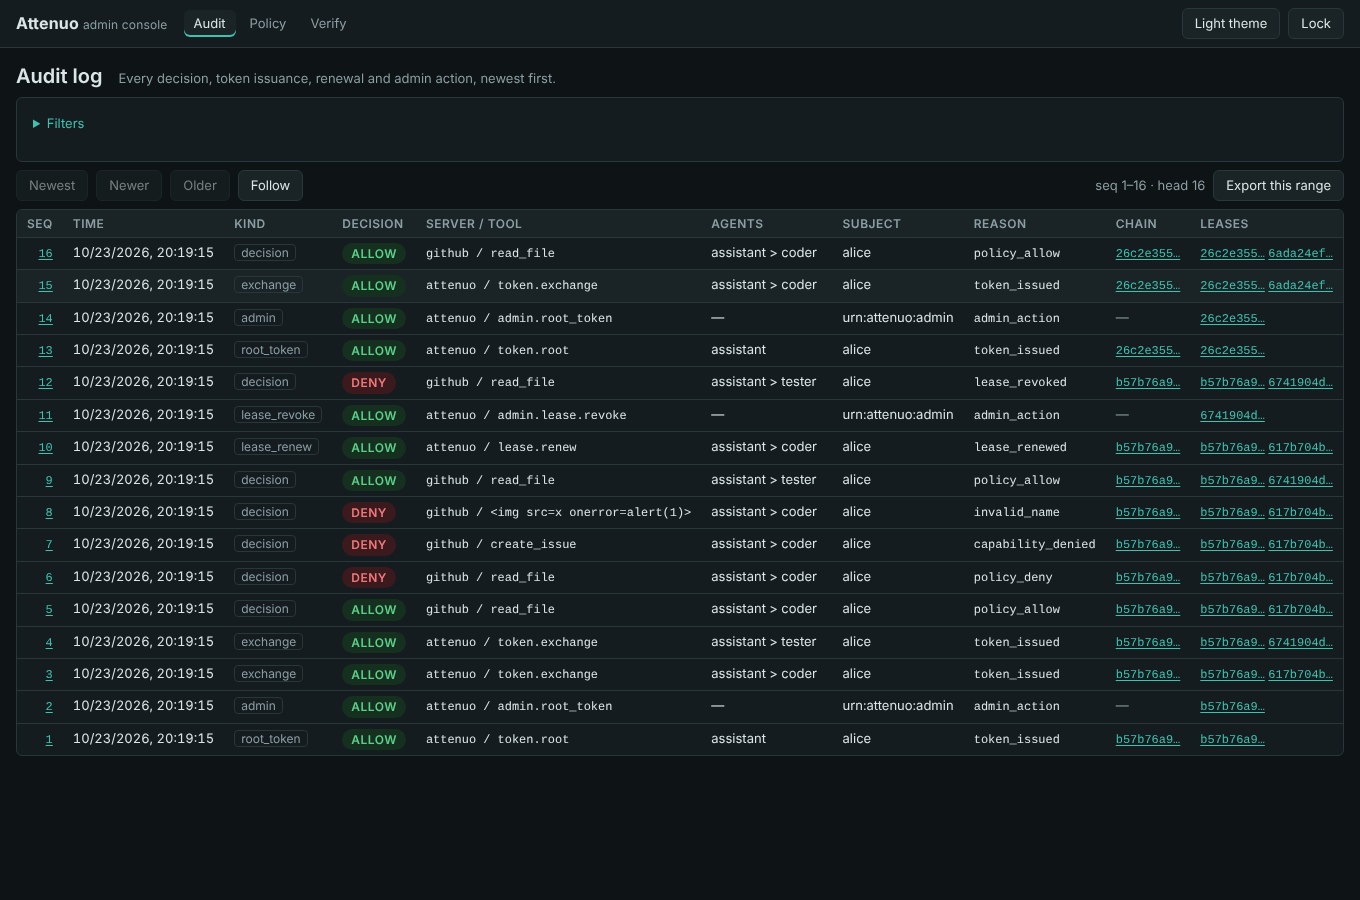 Attenuo admin console Audit Policy Verify Light theme Lock
Audit log Every decision, token issuance, renewal and admin action, newest first.
▶ Filters
Newest Newer Older Follow seq 1–16 · head 16 Export this range
SEQ TIME KIND DECISION SERVER / TOOL AGENTS SUBJECT REASON CHAIN LEASES
16 10/23/2026, 20:19:15 decision ALLOW github / read_file assistant > coder alice policy_allow 26c2e355… 26c2e355… 6ada24ef…
15 10/23/2026, 20:19:15 exchange ALLOW attenuo / token.exchange assistant > coder alice token_issued 26c2e355… 26c2e355… 6ada24ef…
14 10/23/2026, 20:19:15 admin ALLOW attenuo / admin.root_token — urn:attenuo:admin admin_action — 26c2e355…
13 10/23/2026, 20:19:15 root_token ALLOW attenuo / token.root assistant alice token_issued 26c2e355… 26c2e355…
12 10/23/2026, 20:19:15 decision DENY github / read_file assistant > tester alice lease_revoked b57b76a9… b57b76a9… 6741904d…
11 10/23/2026, 20:19:15 lease_revoke ALLOW attenuo / admin.lease.revoke — urn:attenuo:admin admin_action — 6741904d…
10 10/23/2026, 20:19:15 lease_renew ALLOW attenuo / lease.renew assistant > coder alice lease_renewed b57b76a9… b57b76a9… 617b704b…
9 10/23/2026, 20:19:15 decision ALLOW github / read_file assistant > tester alice policy_allow b57b76a9… b57b76a9… 6741904d…
8 10/23/2026, 20:19:15 decision DENY github / <img src=x onerror=alert(1)> assistant > coder alice invalid_name b57b76a9… b57b76a9… 617b704b…
7 10/23/2026, 20:19:15 decision DENY github / create_issue assistant > coder alice capability_denied b57b76a9… b57b76a9… 617b704b…
6 10/23/2026, 20:19:15 decision DENY github / read_file assistant > coder alice policy_deny b57b76a9… b57b76a9… 617b704b…
5 10/23/2026, 20:19:15 decision ALLOW github / read_file assistant > coder alice policy_allow b57b76a9… b57b76a9… 617b704b…
4 10/23/2026, 20:19:15 exchange ALLOW attenuo / token.exchange assistant > tester alice token_issued b57b76a9… b57b76a9… 6741904d…
3 10/23/2026, 20:19:15 exchange ALLOW attenuo / token.exchange assistant > coder alice token_issued b57b76a9… b57b76a9… 617b704b…
2 10/23/2026, 20:19:15 admin ALLOW attenuo / admin.root_token — urn:attenuo:admin admin_action — b57b76a9…
1 10/23/2026, 20:19:15 root_token ALLOW attenuo / token.root assistant alice token_issued b57b76a9… b57b76a9…